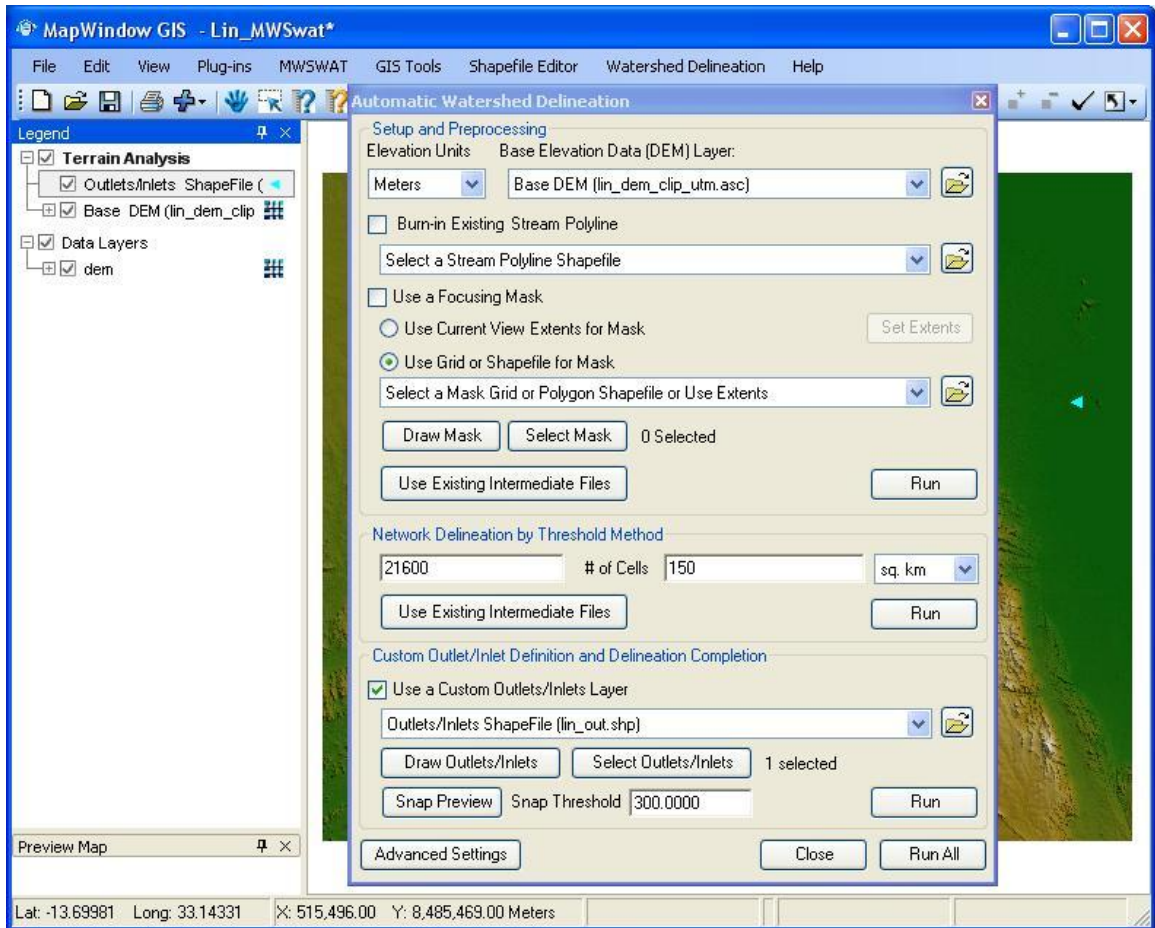 MapWindow GIS - Lin_MWSwat*
File Edit View Plug-ins MWSWAT GIS Tools Shapefile Editor Watershed Delineation Help
Legend
Terrain Analysis
Outlets/Inlets ShapeFile (
Base DEM (lin_dem_clip
Data Layers
dem
Automatic Watershed Delineation
Setup and Preprocessing
Elevation Units Base Elevation Data (DEM) Layer:
Meters Base DEM (lin_dem_clip_utm.asc)
Burn-in Existing Stream Polyline
Select a Stream Polyline Shapefile
Use a Focusing Mask
Use Current View Extents for Mask Set Extents
Use Grid or Shapefile for Mask
Select a Mask Grid or Polygon Shapefile or Use Extents
Draw Mask Select Mask 0 Selected
Use Existing Intermediate Files Run
Network Delineation by Threshold Method
21600 # of Cells 150 sq. km
Use Existing Intermediate Files Run
Custom Outlet/Inlet Definition and Delineation Completion
Use a Custom Outlets/Inlets Layer
Outlets/Inlets ShapeFile (lin_out.shp)
Draw Outlets/Inlets Select Outlets/Inlets 1 selected
Snap Preview Snap Threshold 300.0000 Run
Advanced Settings Close Run All
Preview Map
Lat: -13.69981 Long: 33.14331 X: 515,496.00 Y: 8,485,469.00 Meters